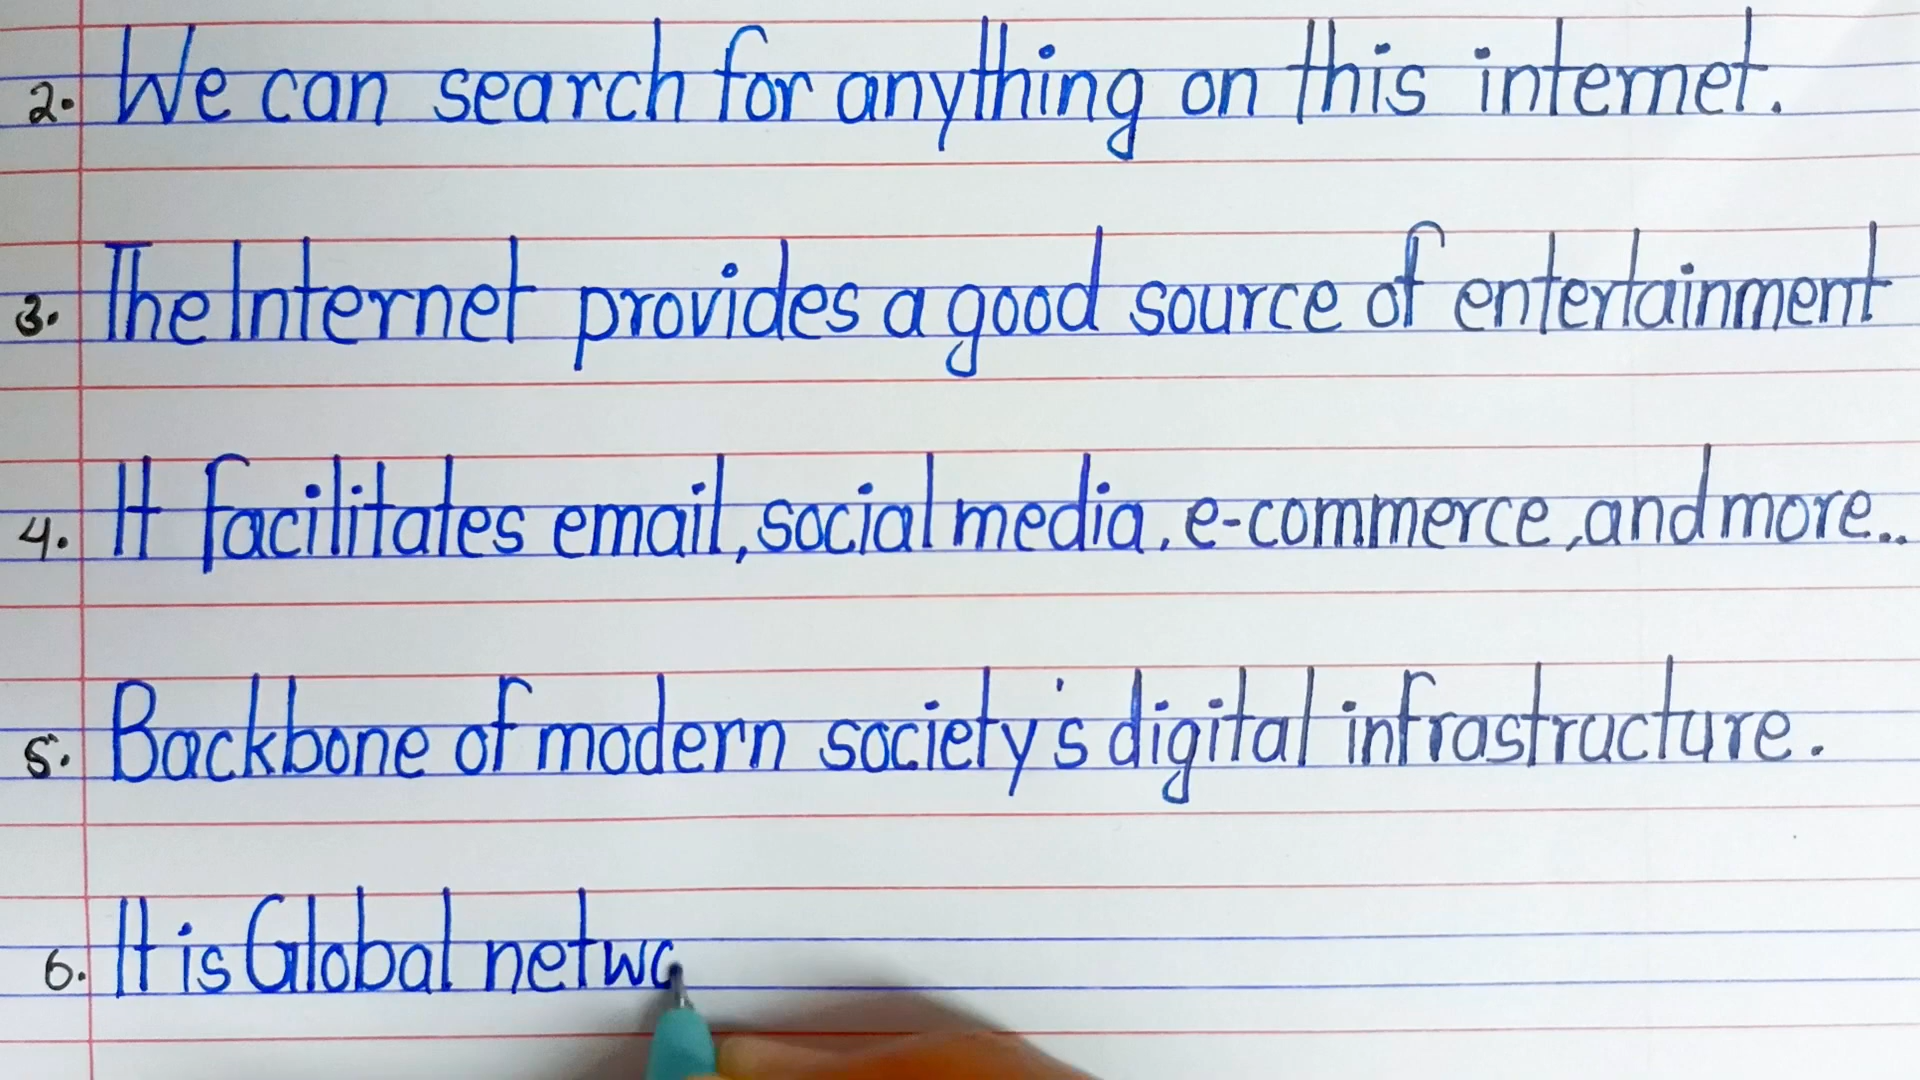 2. We can search for anything on this internet.
3. The Internet provides a good source of entertainment
4. It facilitates email, social media, e-commerce, and more..
5. Backbone of modern society's digital infrastructure.
6. It is Global netwo